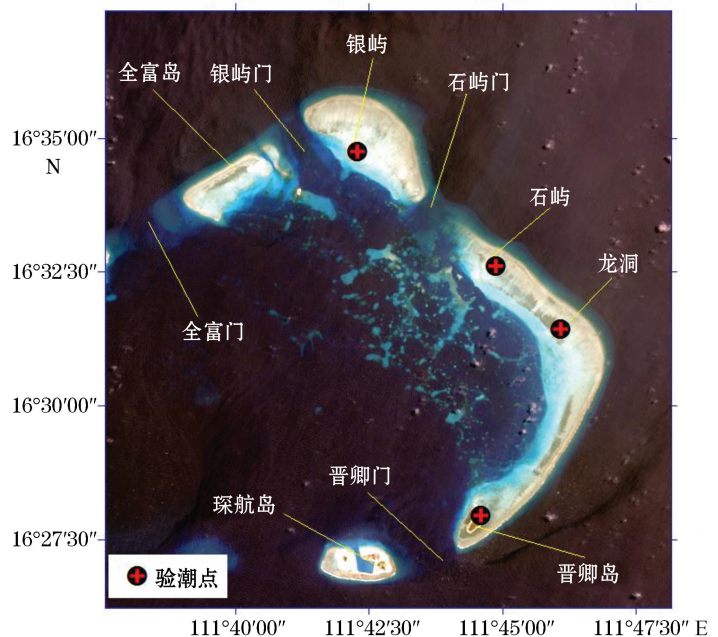 银屿
全富岛
银屿门
石屿门
16°35′00″
N
石屿
龙洞
16°32′30″
全富门
16°30′00″
晋卿门
琛航岛
16°27′30″
晋卿岛
验潮点
111°40′00″
111°42′30″
111°45′00″
111°47′30″ E